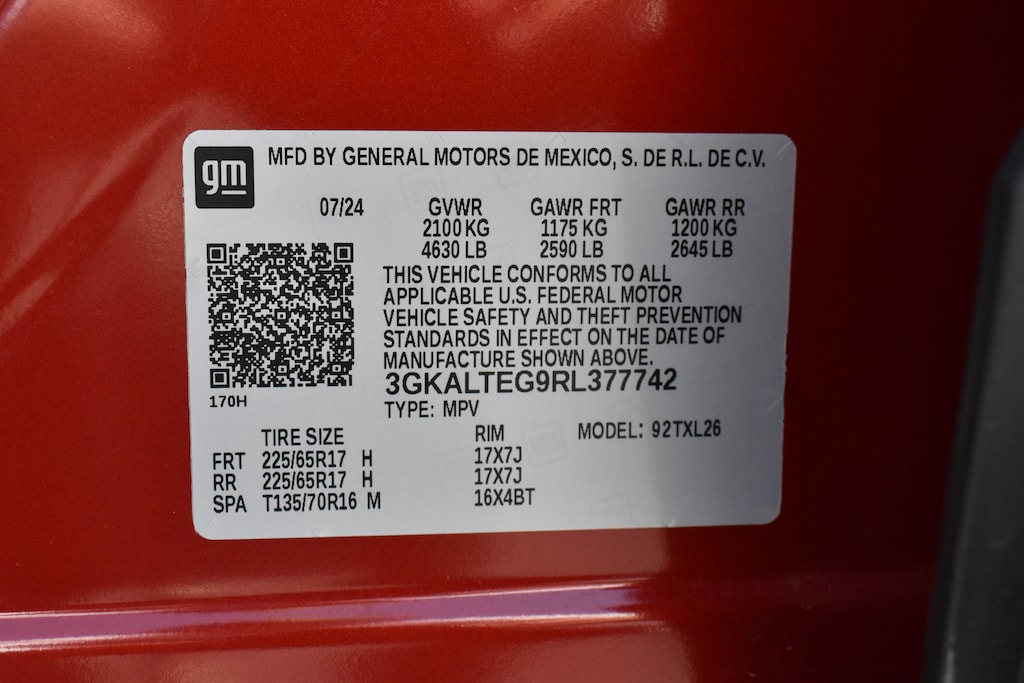 gm
MFD BY GENERAL MOTORS DE MEXICO, S. DE R.L. DE C.V.
07/24 GVWR GAWR FRT GAWR RR
2100 KG 1175 KG 1200 KG
4630 LB 2590 LB 2645 LB
THIS VEHICLE CONFORMS TO ALL
APPLICABLE U.S. FEDERAL MOTOR
VEHICLE SAFETY AND THEFT PREVENTION
STANDARDS IN EFFECT ON THE DATE OF
MANUFACTURE SHOWN ABOVE.
3GKALTEG9RL377742
170H
TYPE: MPV
TIRE SIZE RIM MODEL: 92TXL26
FRT 225/65R17 H 17X7J
RR 225/65R17 H 17X7J
SPA T135/70R16 M 16X4BT